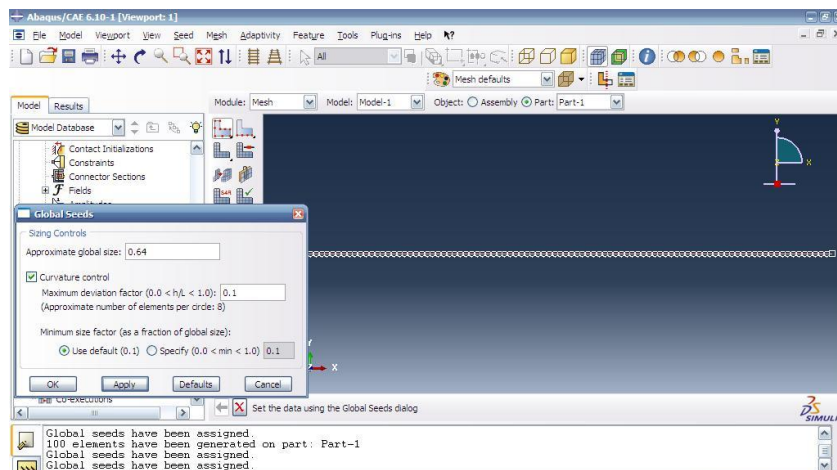 Abaqus/CAE 6.10-1 [Viewport: 1]
File Model Viewport View Seed Mesh Adaptivity Feature Tools Plug-ins Help
All
Mesh defaults
Model Results
Module: Mesh Model: Model-1 Object: Assembly Part: Part-1
Model Database
Contact Initializations
Constraints
Connector Sections
Fields
Amplitudes
Global Seeds
Sizing Controls
Approximate global size: 0.64
Curvature control
Maximum deviation factor (0.0 < h/L < 1.0): 0.1
(Approximate number of elements per circle: 8)
Minimum size factor (as a fraction of global size):
Use default (0.1) Specify (0.0 < min < 1.0) 0.1
OK Apply Defaults Cancel
Y
X
Y
X
Co-executions
Set the data using the Global Seeds dialog
SIMULI
Global seeds have been assigned.
100 elements have been generated on part: Part-1
Global seeds have been assigned.
Global seeds have been assigned.